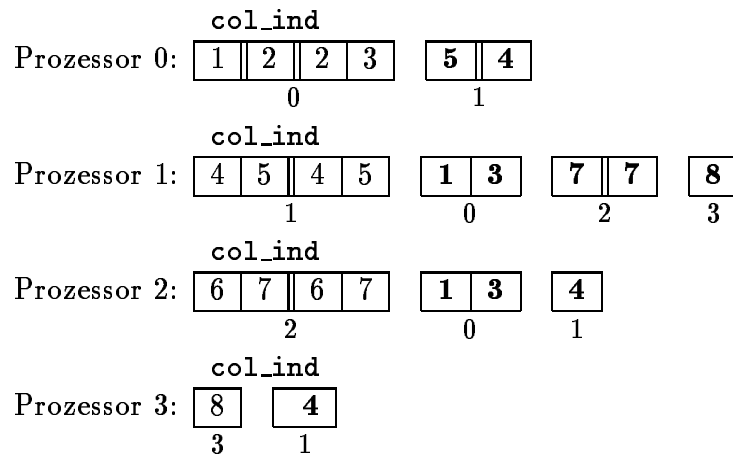 col_ind
Prozessor 0: 1 2 2 3 5 4
0 1
col_ind
Prozessor 1: 4 5 4 5 1 3 7 7 8
1 0 2 3
col_ind
Prozessor 2: 6 7 6 7 1 3 4
2 0 1
col_ind
Prozessor 3: 8 4
3 1